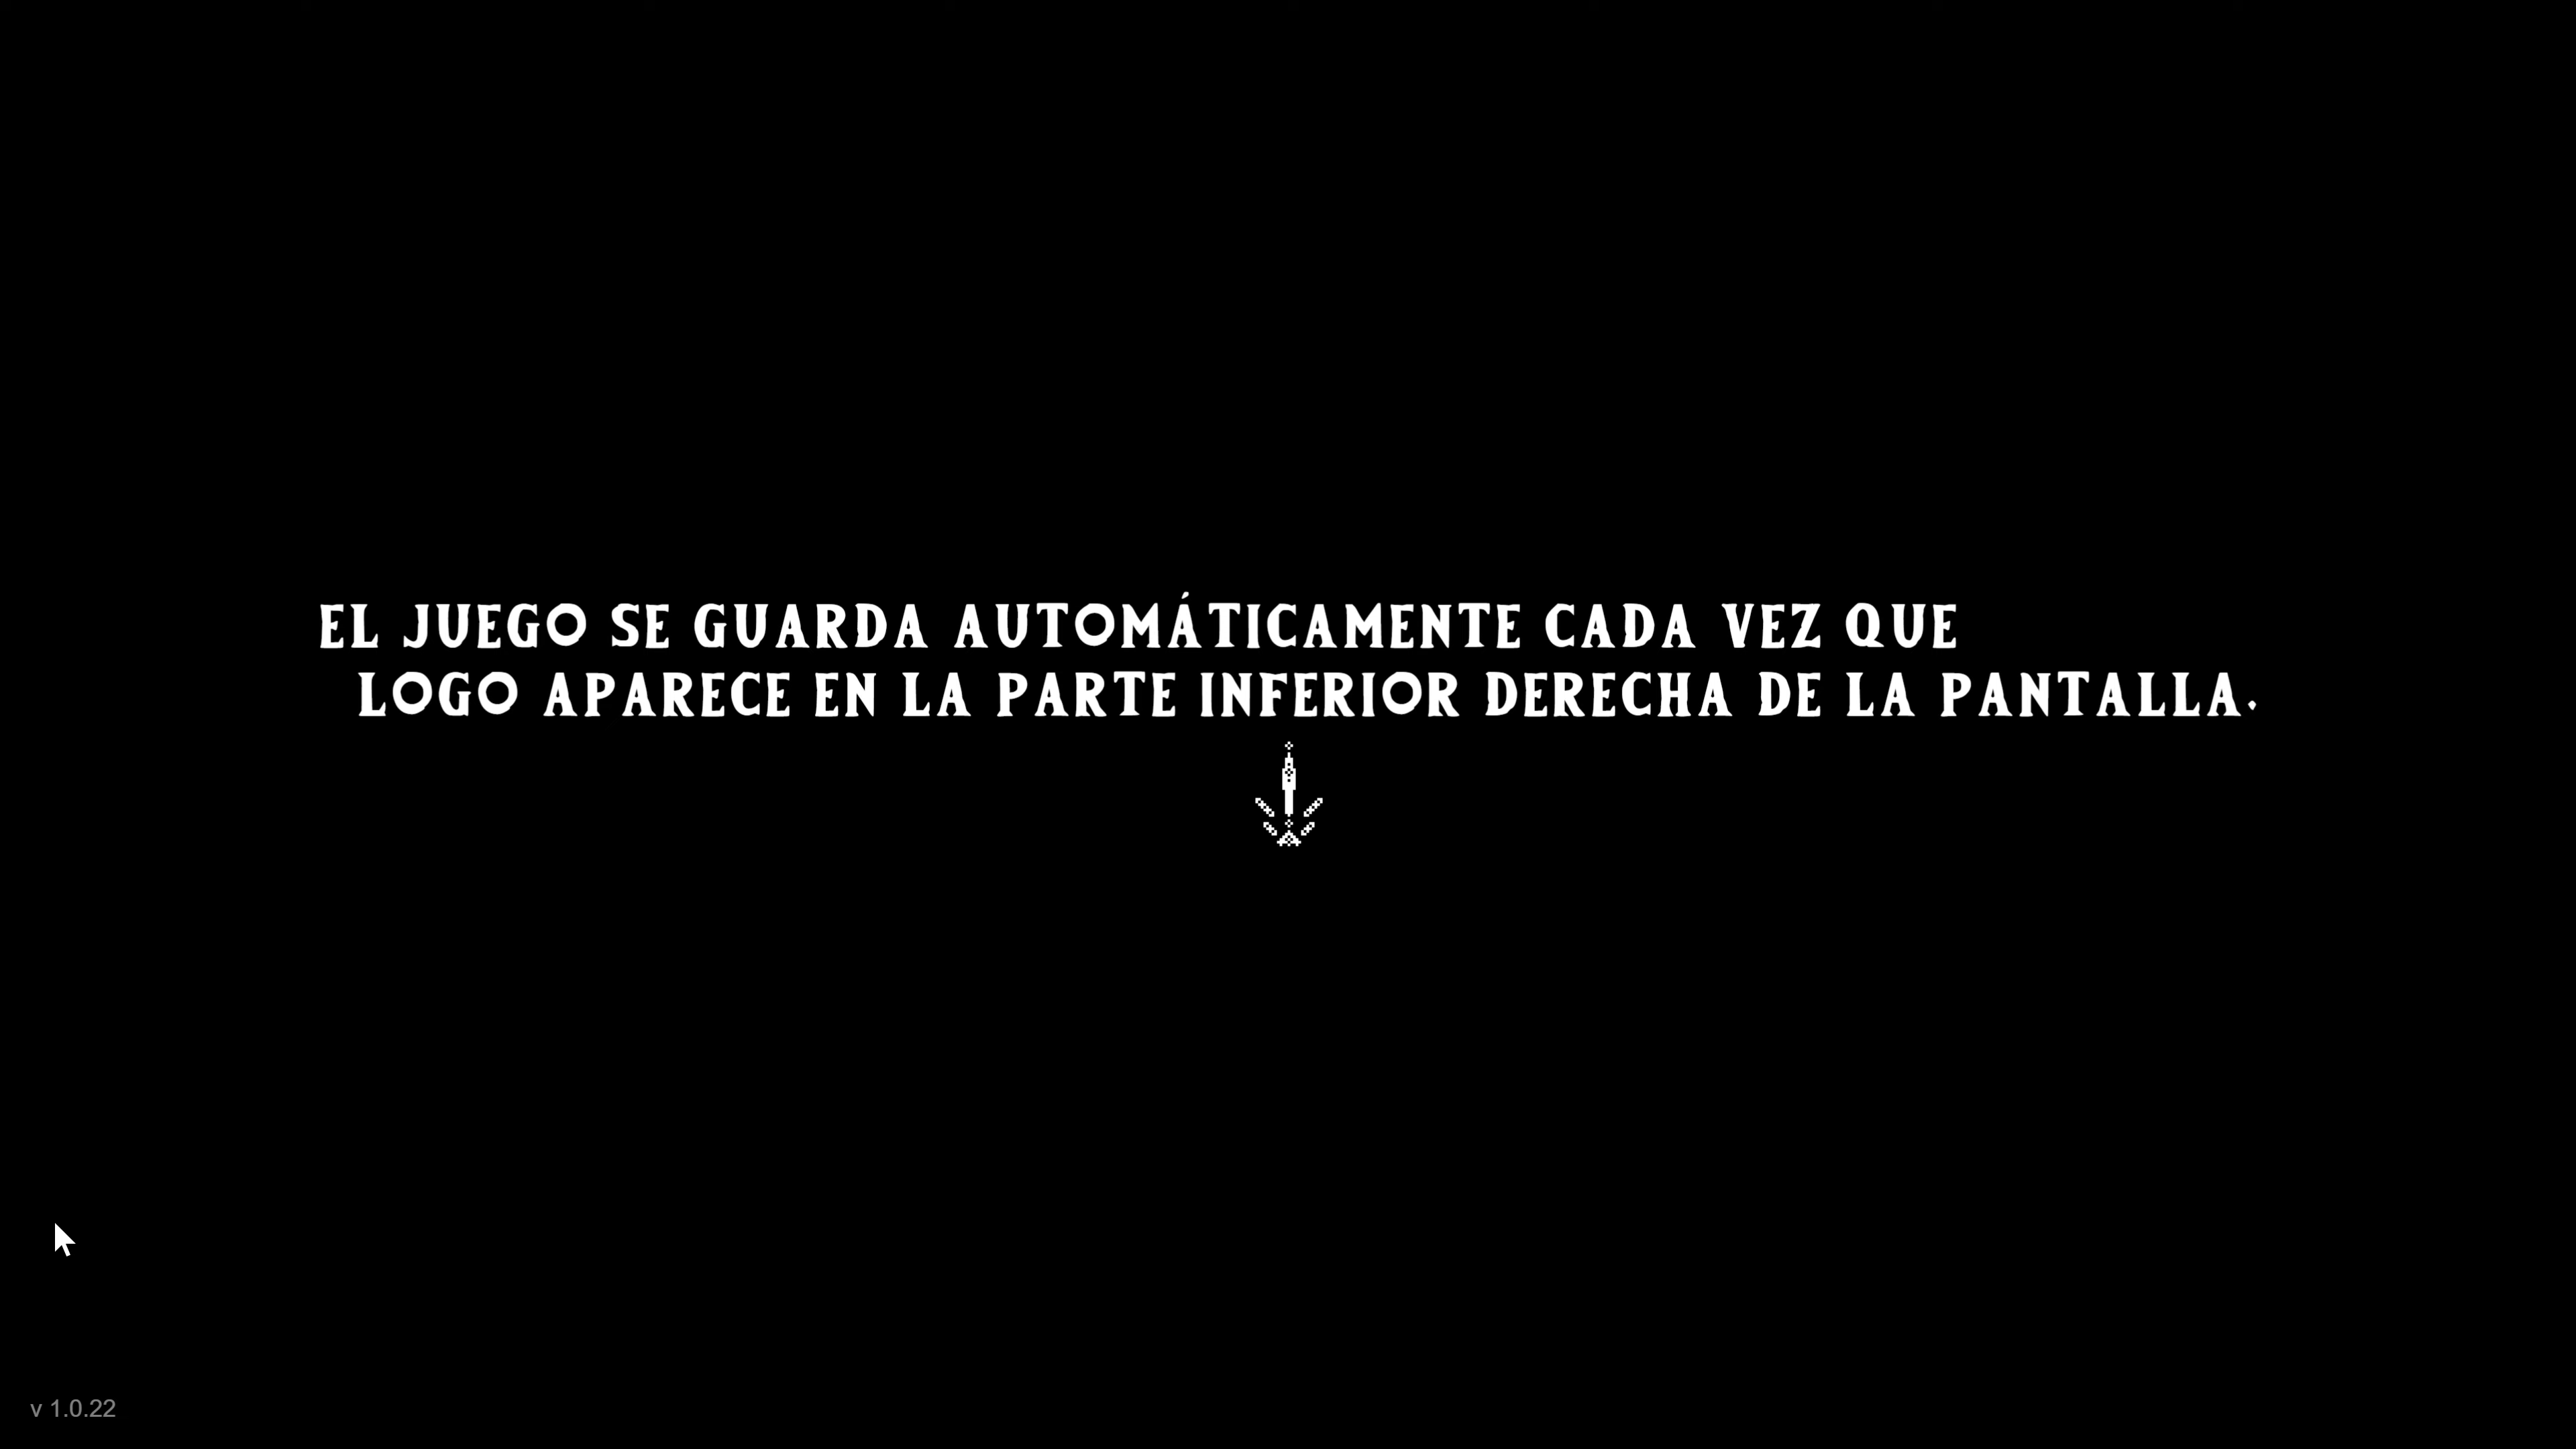 EL JUEGO SE GUARDA AUTOMÁTICAMENTE CADA VEZ QUE
LOGO APARECE EN LA PARTE INFERIOR DERECHA DE LA PANTALLA.
v 1.0.22